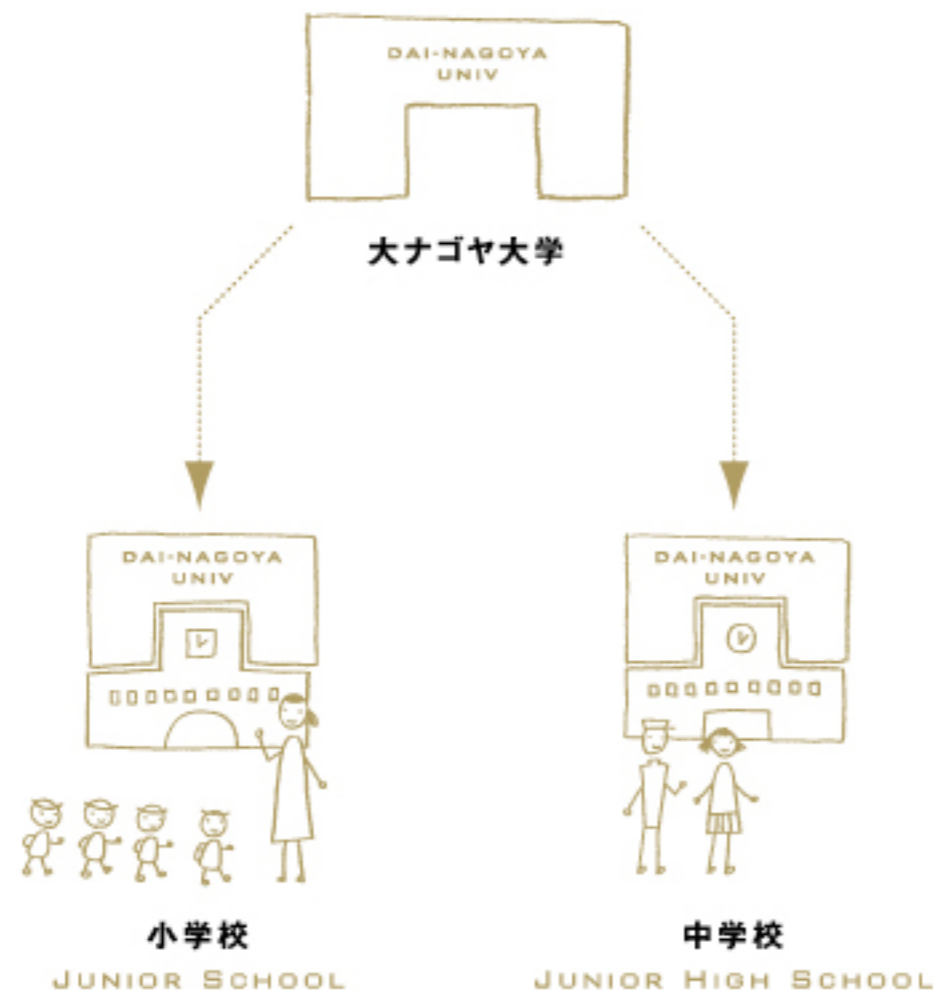 DAI-NAGOYA
UNIV
大ナゴヤ大学
DAI-NAGOYA
UNIV
小学校
JUNIOR SCHOOL
DAI-NAGOYA
UNIV
中学校
JUNIOR HIGH SCHOOL